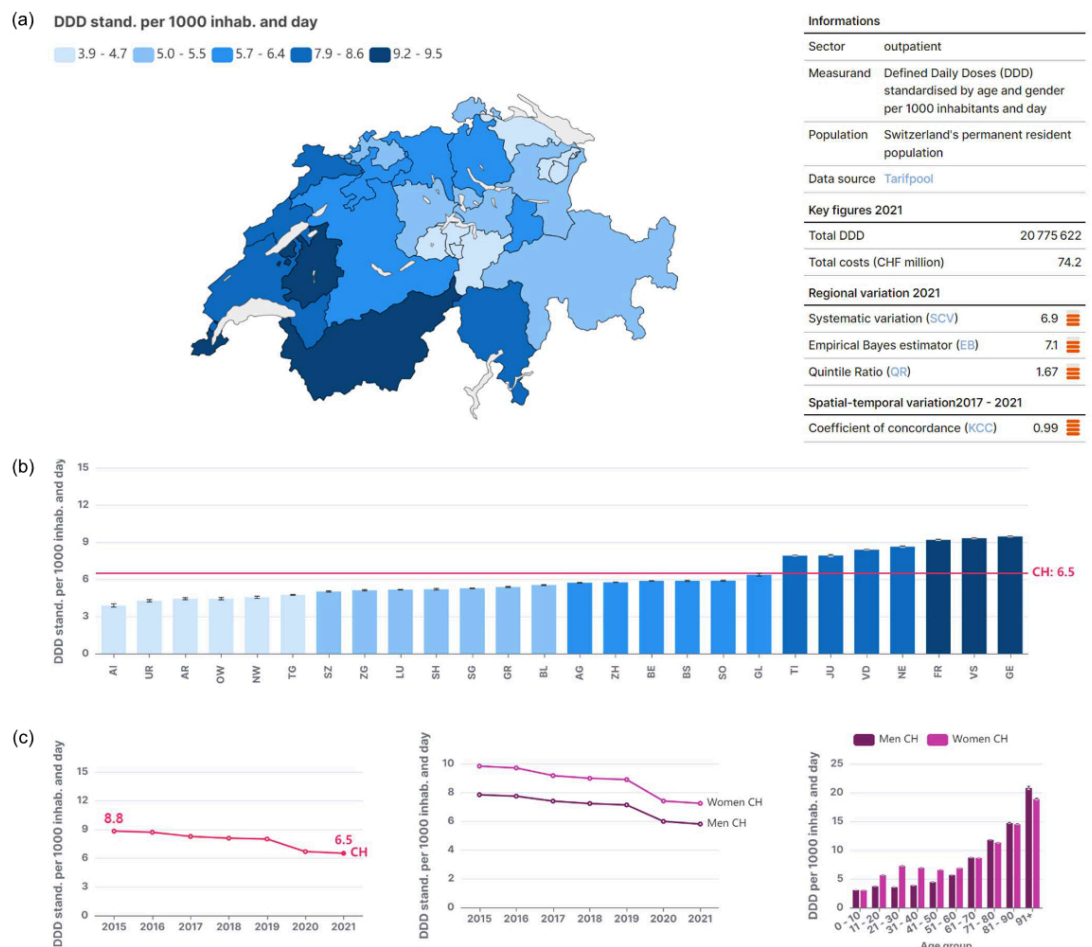 (a)
DDD stand. per 1000 inhab. and day
3.9 - 4.7 5.0 - 5.5 5.7 - 6.4 7.9 - 8.6 9.2 - 9.5
Informations
Sector outpatient
Measurand Defined Daily Doses (DDD)
standardised by age and gender
per 1000 inhabitants and day
Population Switzerland's permanent resident
population
Data source Tarifpool
Key figures 2021
Total DDD 20 775 622
Total costs (CHF million) 74.2
Regional variation 2021
Systematic variation (SCV) 6.9
Empirical Bayes estimator (EB) 7.1
Quintile Ratio (QR) 1.67
Spatial-temporal variation2017 - 2021
Coefficient of concordance (KCC) 0.99
(b)
DDD stand. per 1000 inhab. and day
15
12
9
6
3
0
CH: 6.5
AI UR AR OW NW TG SZ ZG LU SH SG GR BL AG ZH BE BS SO GL TI JU VD NE FR VS GE
(c)
DDD stand. per 1000 inhab. and day
15
12
9
6
3
0
8.8
6.5
CH
2015 2016 2017 2018 2019 2020 2021
DDD stand. per 1000 inhab. and day
10
8
6
4
2
0
Women CH
Men CH
2015 2016 2017 2018 2019 2020 2021
Men CH Women CH
DDD per 1000 inhab. and day
25
20
15
10
5
0
0 - 10 11 - 20 21 - 30 31 - 40 41 - 50 51 - 60 61 - 70 71 - 80 81 - 90 91+
Age group